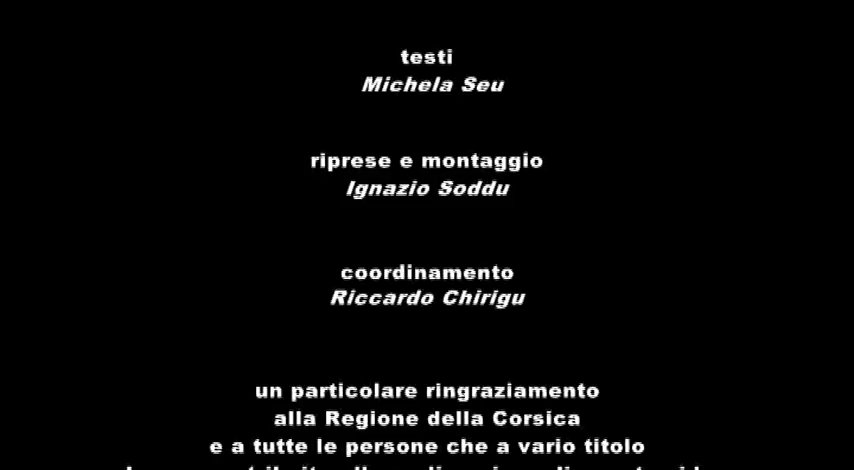 testi
Michela Seu
riprese e montaggio
Ignazio Soddu
coordinamento
Riccardo Chirigu
un particolare ringraziamento
alla Regione della Corsica
e a tutte le persone che a vario titolo